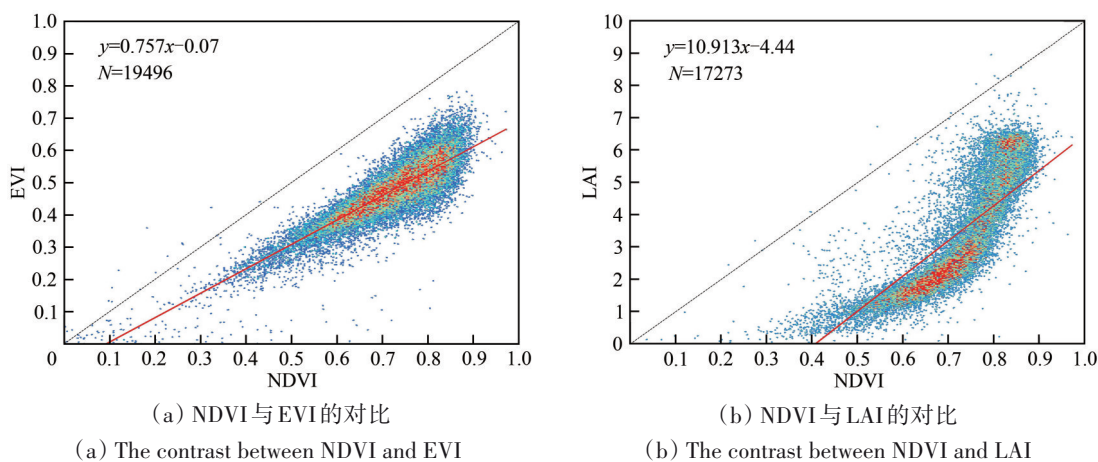 1.0
0.9
0.8
0.7
0.6
0.5
0.4
0.3
0.2
0.1
EVI
y=0.757x−0.07
N=19496
0 0.1 0.2 0.3 0.4 0.5 0.6 0.7 0.8 0.9 1.0
NDVI
(a) NDVI与EVI的对比
(a) The contrast between NDVI and EVI
10
9
8
7
6
5
4
3
2
1
0
LAI
y=10.913x−4.44
N=17273
0.1 0.2 0.3 0.4 0.5 0.6 0.7 0.8 0.9 1.0
NDVI
(b) NDVI与LAI的对比
(b) The contrast between NDVI and LAI